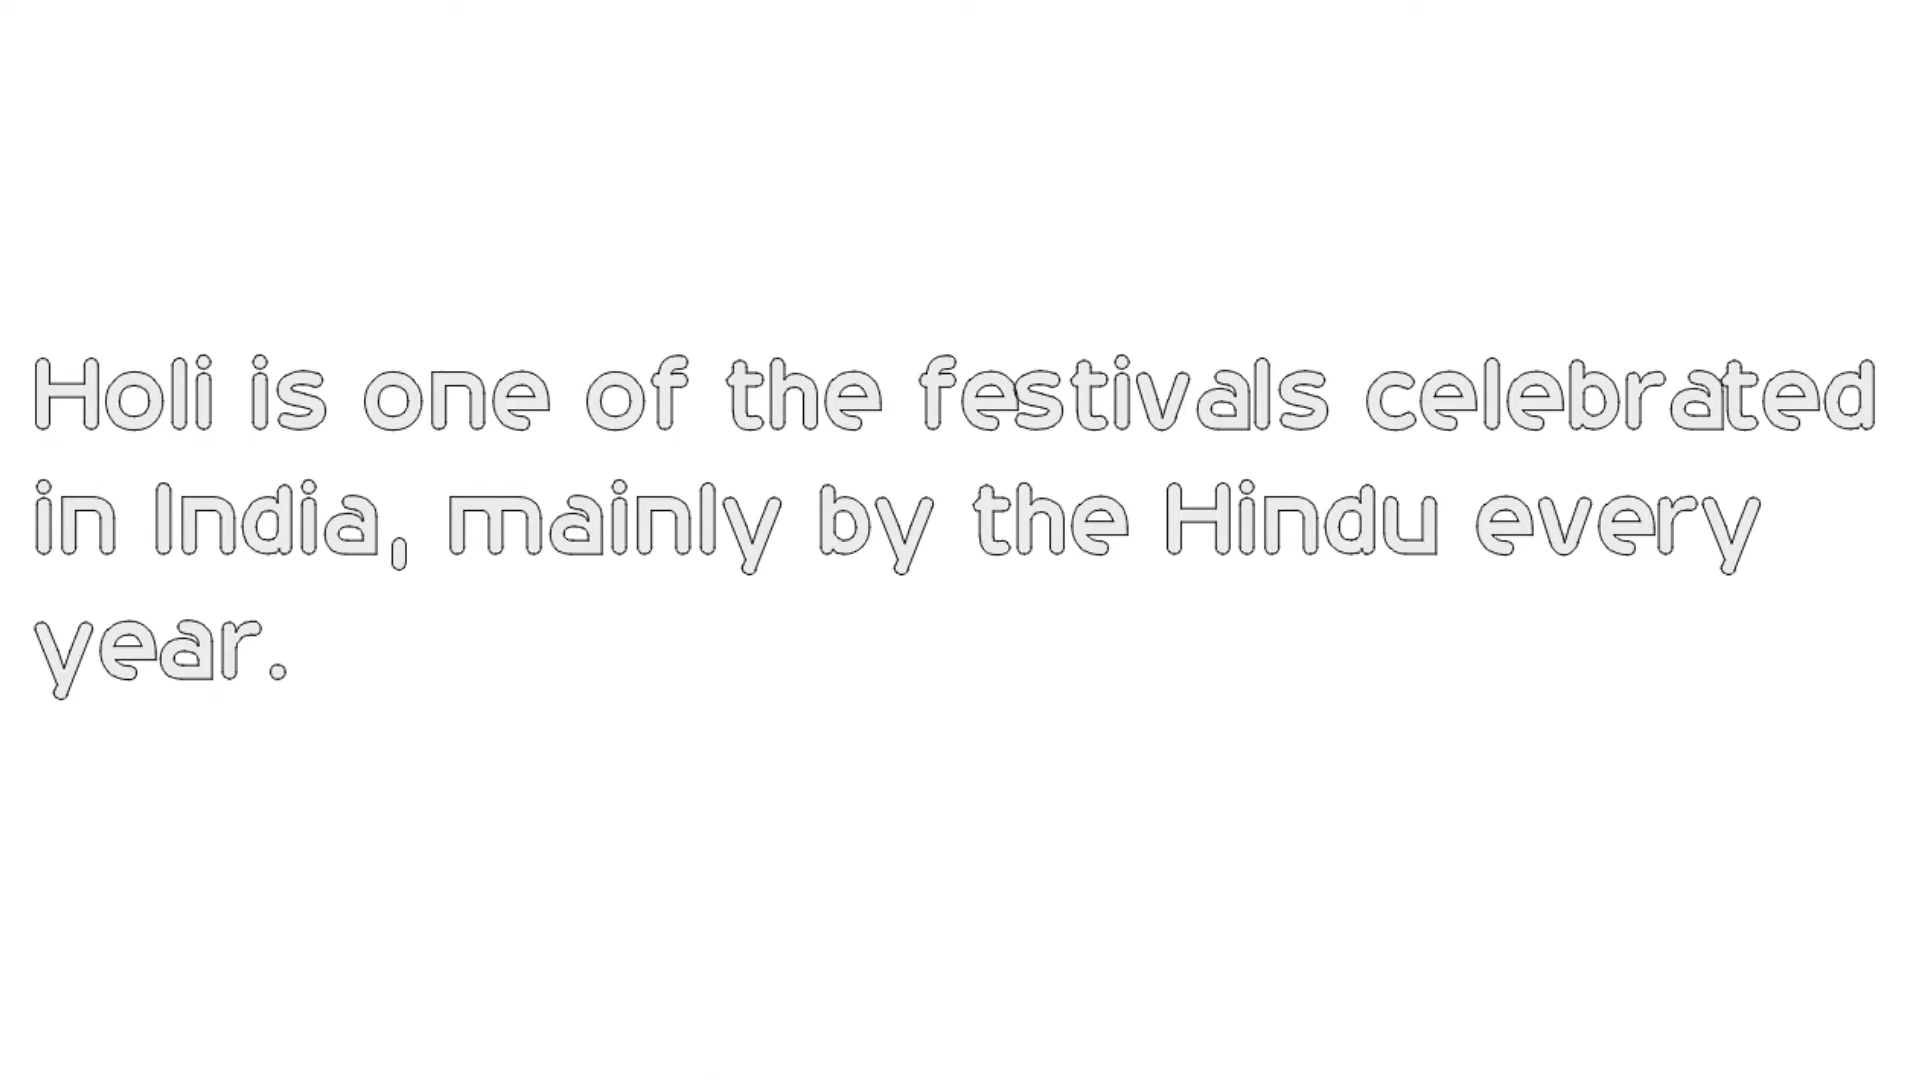 Holi is one of the festivals celebrated
in India, mainly by the Hindu every
year.